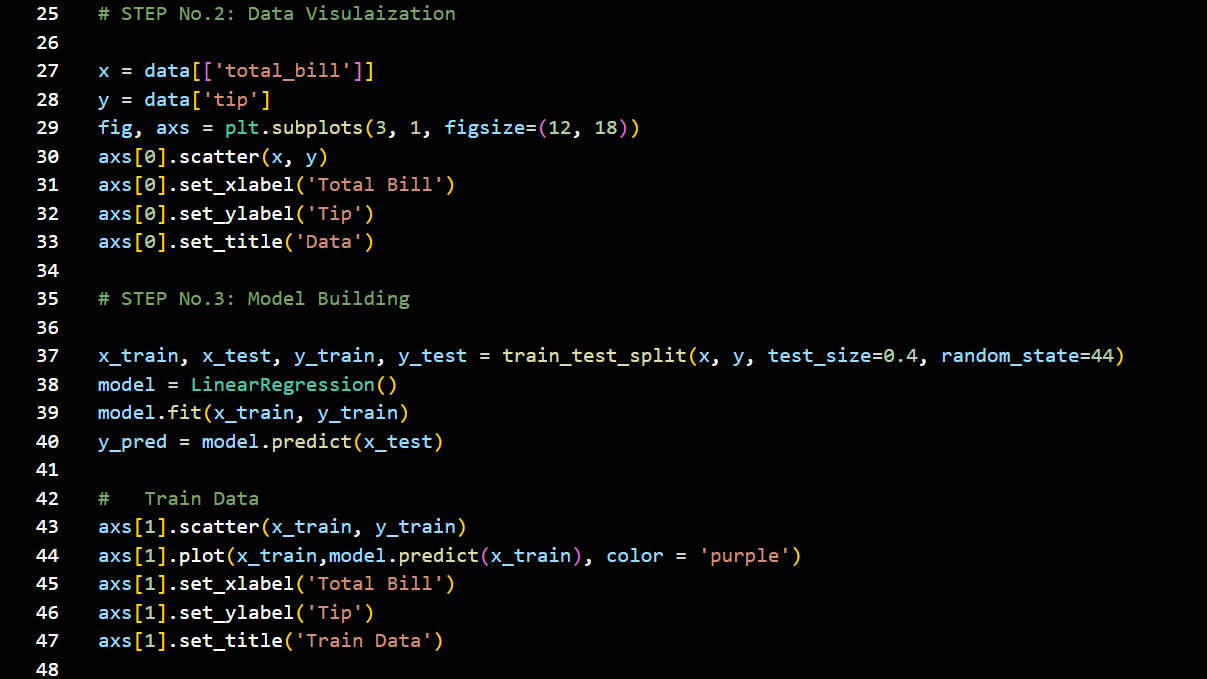 25 # STEP No.2: Data Visulaization
26
27 x = data[['total_bill']]
28 y = data['tip']
29 fig, axs = plt.subplots(3, 1, figsize=(12, 18))
30 axs[0].scatter(x, y)
31 axs[0].set_xlabel('Total Bill')
32 axs[0].set_ylabel('Tip')
33 axs[0].set_title('Data')
34
35 # STEP No.3: Model Building
36
37 x_train, x_test, y_train, y_test = train_test_split(x, y, test_size=0.4, random_state=44)
38 model = LinearRegression()
39 model.fit(x_train, y_train)
40 y_pred = model.predict(x_test)
41
42 #   Train Data
43 axs[1].scatter(x_train, y_train)
44 axs[1].plot(x_train,model.predict(x_train), color = 'purple')
45 axs[1].set_xlabel('Total Bill')
46 axs[1].set_ylabel('Tip')
47 axs[1].set_title('Train Data')
48